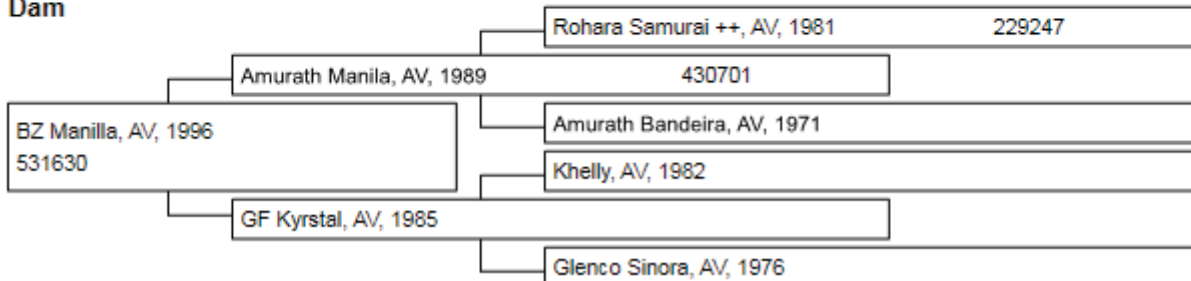 Dam
Rohara Samurai ++, AV, 1981 229247
Amurath Manila, AV, 1989 430701
BZ Manilla, AV, 1996
531630
Amurath Bandeira, AV, 1971
Khelly, AV, 1982
GF Kyrstal, AV, 1985
Glenco Sinora, AV, 1976